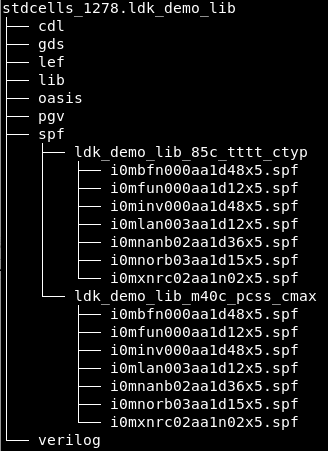 stdcells_1278.ldk_demo_lib
├── cdl
├── gds
├── lef
├── lib
├── oasis
├── pgv
├── spf
│   ├── ldk_demo_lib_85c_tttt_ctyp
│   │   ├── i0mbfn000aa1d48x5.spf
│   │   ├── i0mfun000aa1d12x5.spf
│   │   ├── i0minv000aa1d48x5.spf
│   │   ├── i0mlan003aa1d12x5.spf
│   │   ├── i0mnanb02aa1d36x5.spf
│   │   ├── i0mnorb03aa1d15x5.spf
│   │   └── i0mxnrc02aa1n02x5.spf
│   └── ldk_demo_lib_m40c_pcss_cmax
│       ├── i0mbfn000aa1d48x5.spf
│       ├── i0mfun000aa1d12x5.spf
│       ├── i0minv000aa1d48x5.spf
│       ├── i0mlan003aa1d12x5.spf
│       ├── i0mnanb02aa1d36x5.spf
│       ├── i0mnorb03aa1d15x5.spf
│       └── i0mxnrc02aa1n02x5.spf
└── verilog